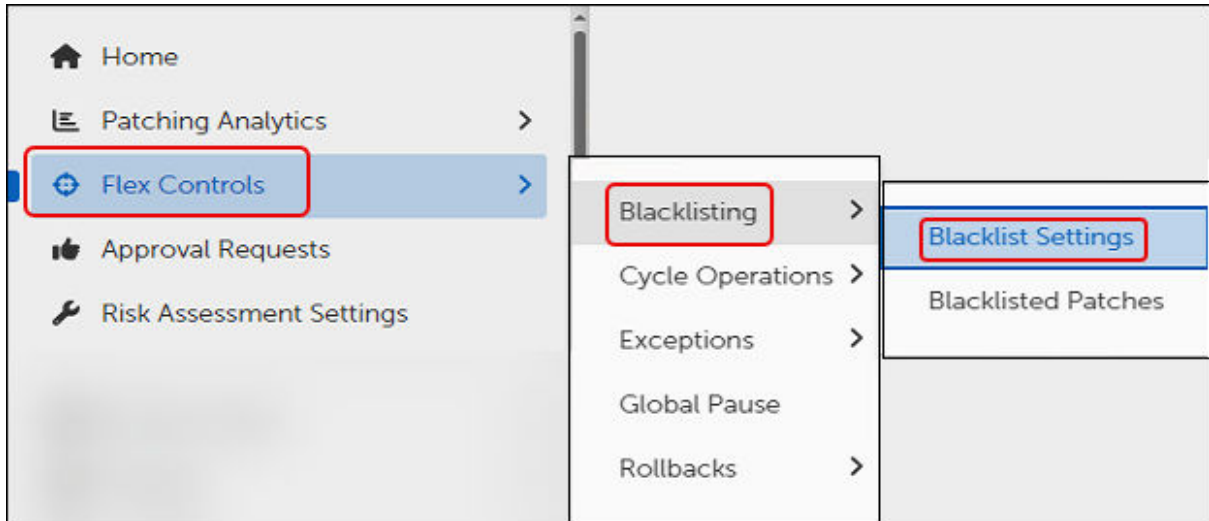 Home
Patching Analytics
Flex Controls
Approval Requests
Risk Assessment Settings
Blacklisting
Cycle Operations
Exceptions
Global Pause
Rollbacks
Blacklist Settings
Blacklisted Patches